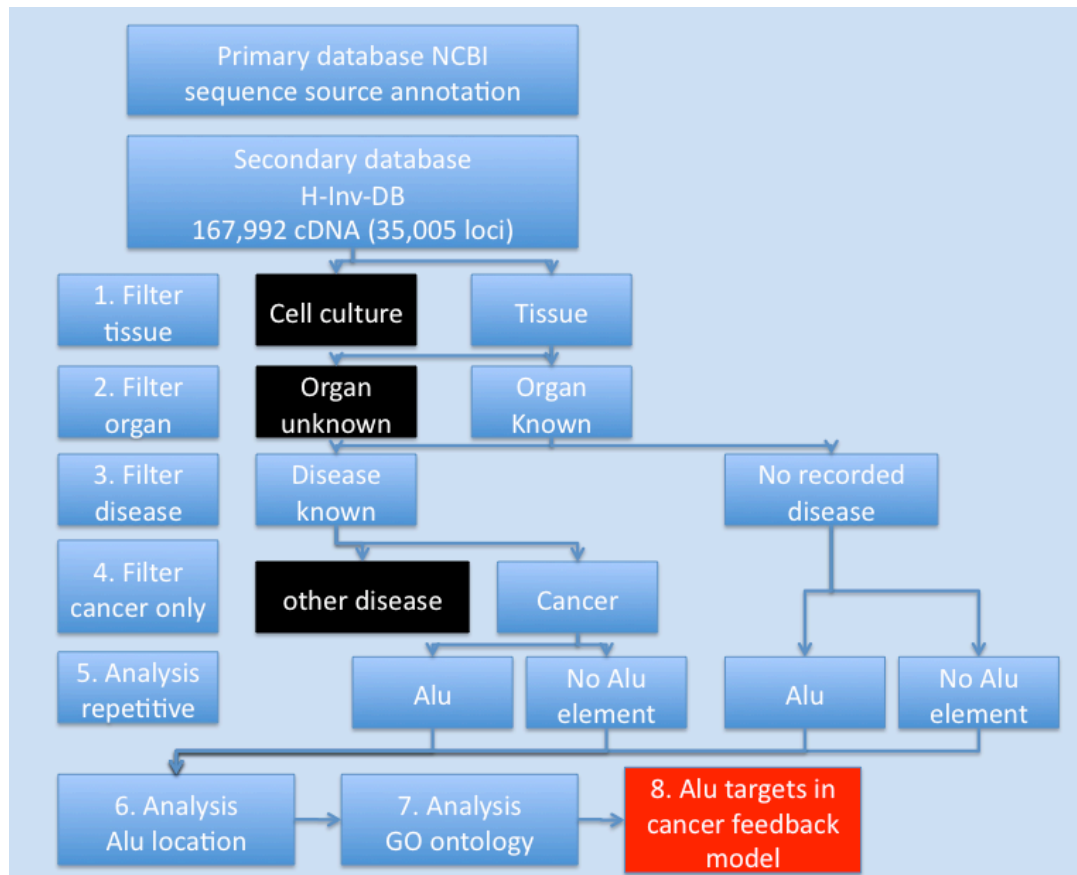 Primary database NCBI
sequence source annotation
Secondary database
H-Inv-DB
167,992 cDNA (35,005 loci)
1. Filter
tissue
Cell culture
Tissue
2. Filter
organ
Organ
unknown
Organ
Known
3. Filter
disease
Disease
known
No recorded
disease
4. Filter
cancer only
other disease
Cancer
5. Analysis
repetitive
Alu
No Alu
element
Alu
No Alu
element
6. Analysis
Alu location
7. Analysis
GO ontology
8. Alu targets in
cancer feedback
model